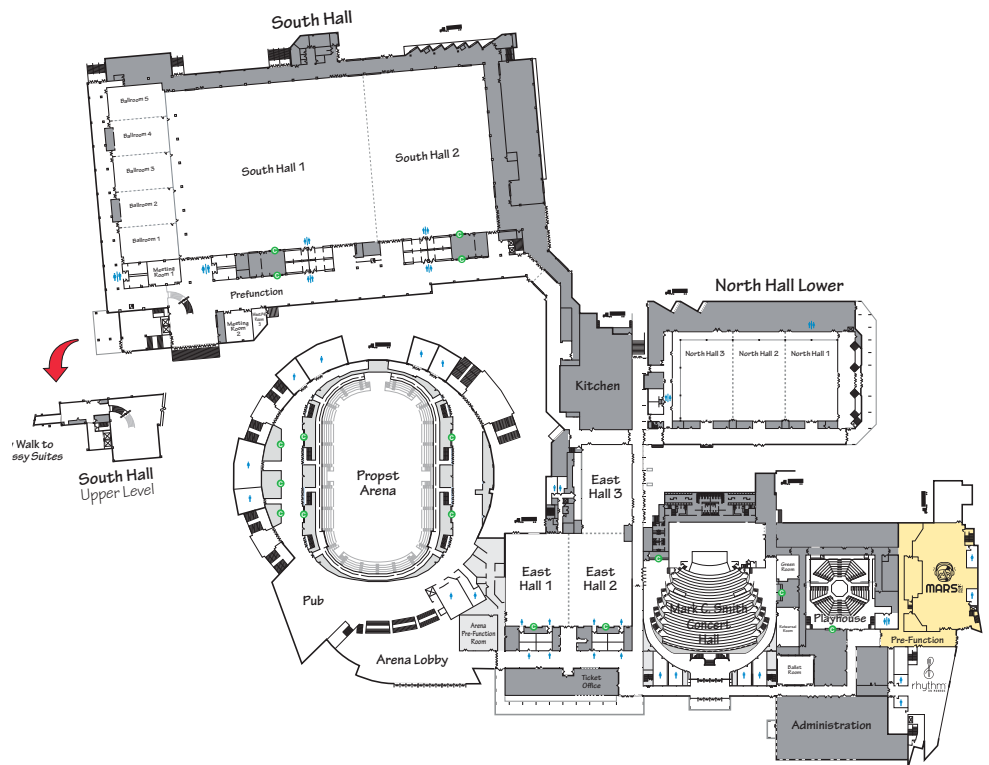 South Hall
Ballroom 5
Ballroom 4
Ballroom 3
Ballroom 2
Ballroom 1
South Hall 1
South Hall 2
Meeting
Room 1
Prefunction
Meeting
Room 2
Room
3
Walk to
ssy Suites
South Hall
Upper Level
North Hall Lower
North Hall 3
North Hall 2
North Hall 1
Kitchen
Propst
Arena
East
Hall 3
East
Hall 1
East
Hall 2
Pub
Arena
Pre-Function
Room
Arena Lobby
Ticket
Office
Mark C. Smith
Concert
Hall
Green
Room
Rehearsal
Room
Ballet
Room
Playhouse
MARS
Pre-Function
rhythm
Administration